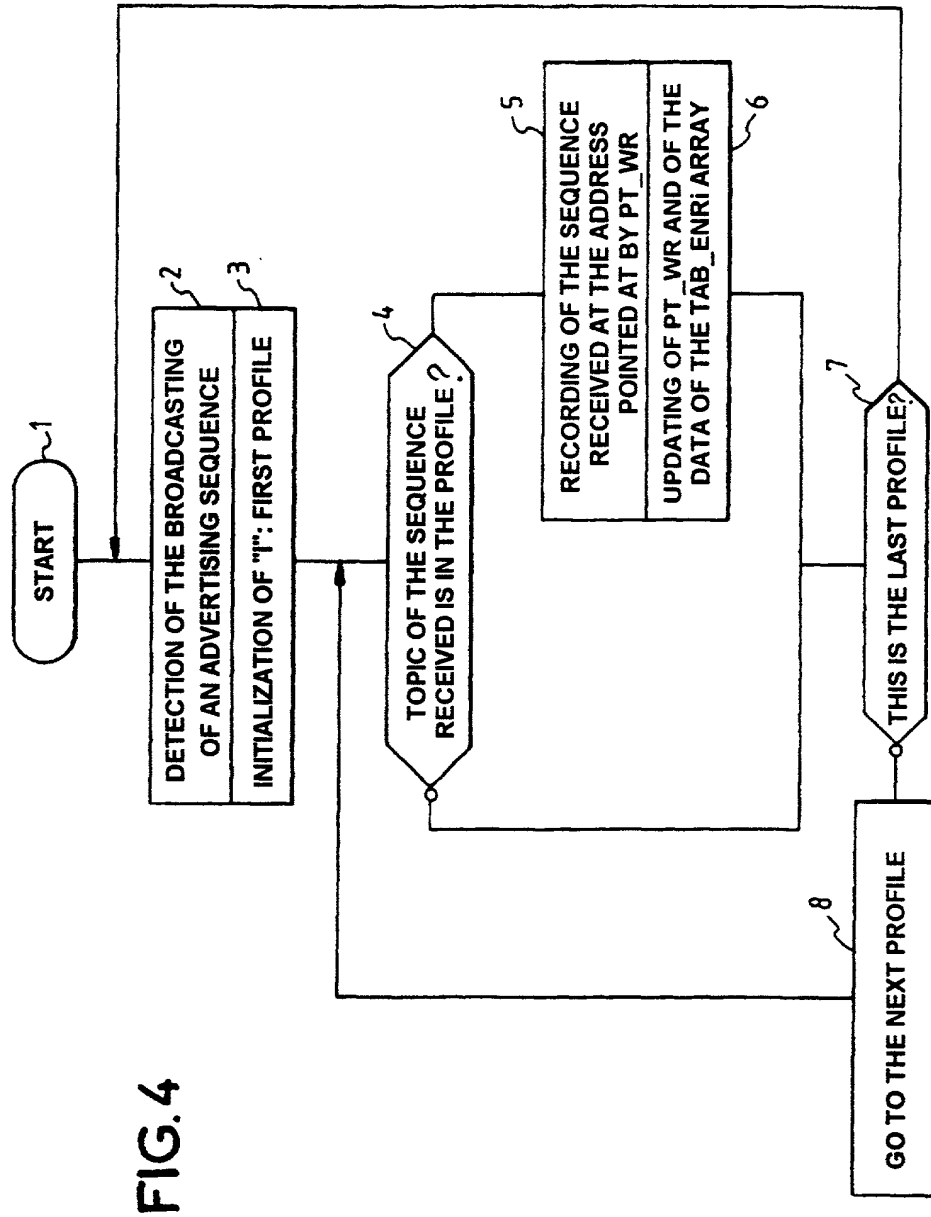 START
1
DETECTION OF THE BROADCASTING
OF AN ADVERTISING SEQUENCE
2
INITIALIZATION OF "I": FIRST PROFILE
3
TOPIC OF THE SEQUENCE
RECEIVED IS IN THE PROFILE?
4
RECORDING OF THE SEQUENCE
RECEIVED AT THE ADDRESS
POINTED AT BY PT_WR
5
UPDATING OF PT_WR AND OF THE
DATA OF THE TAB_ENRi ARRAY
6
THIS IS THE LAST PROFILE?
7
GO TO THE NEXT PROFILE
8
FIG.4